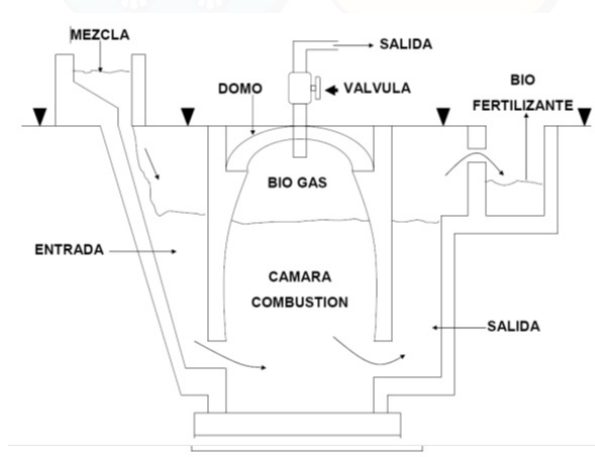 MEZCLA
SALIDA
DOMO
VALVULA
BIO
FERTILIZANTE
BIO GAS
ENTRADA
CAMARA
COMBUSTION
SALIDA